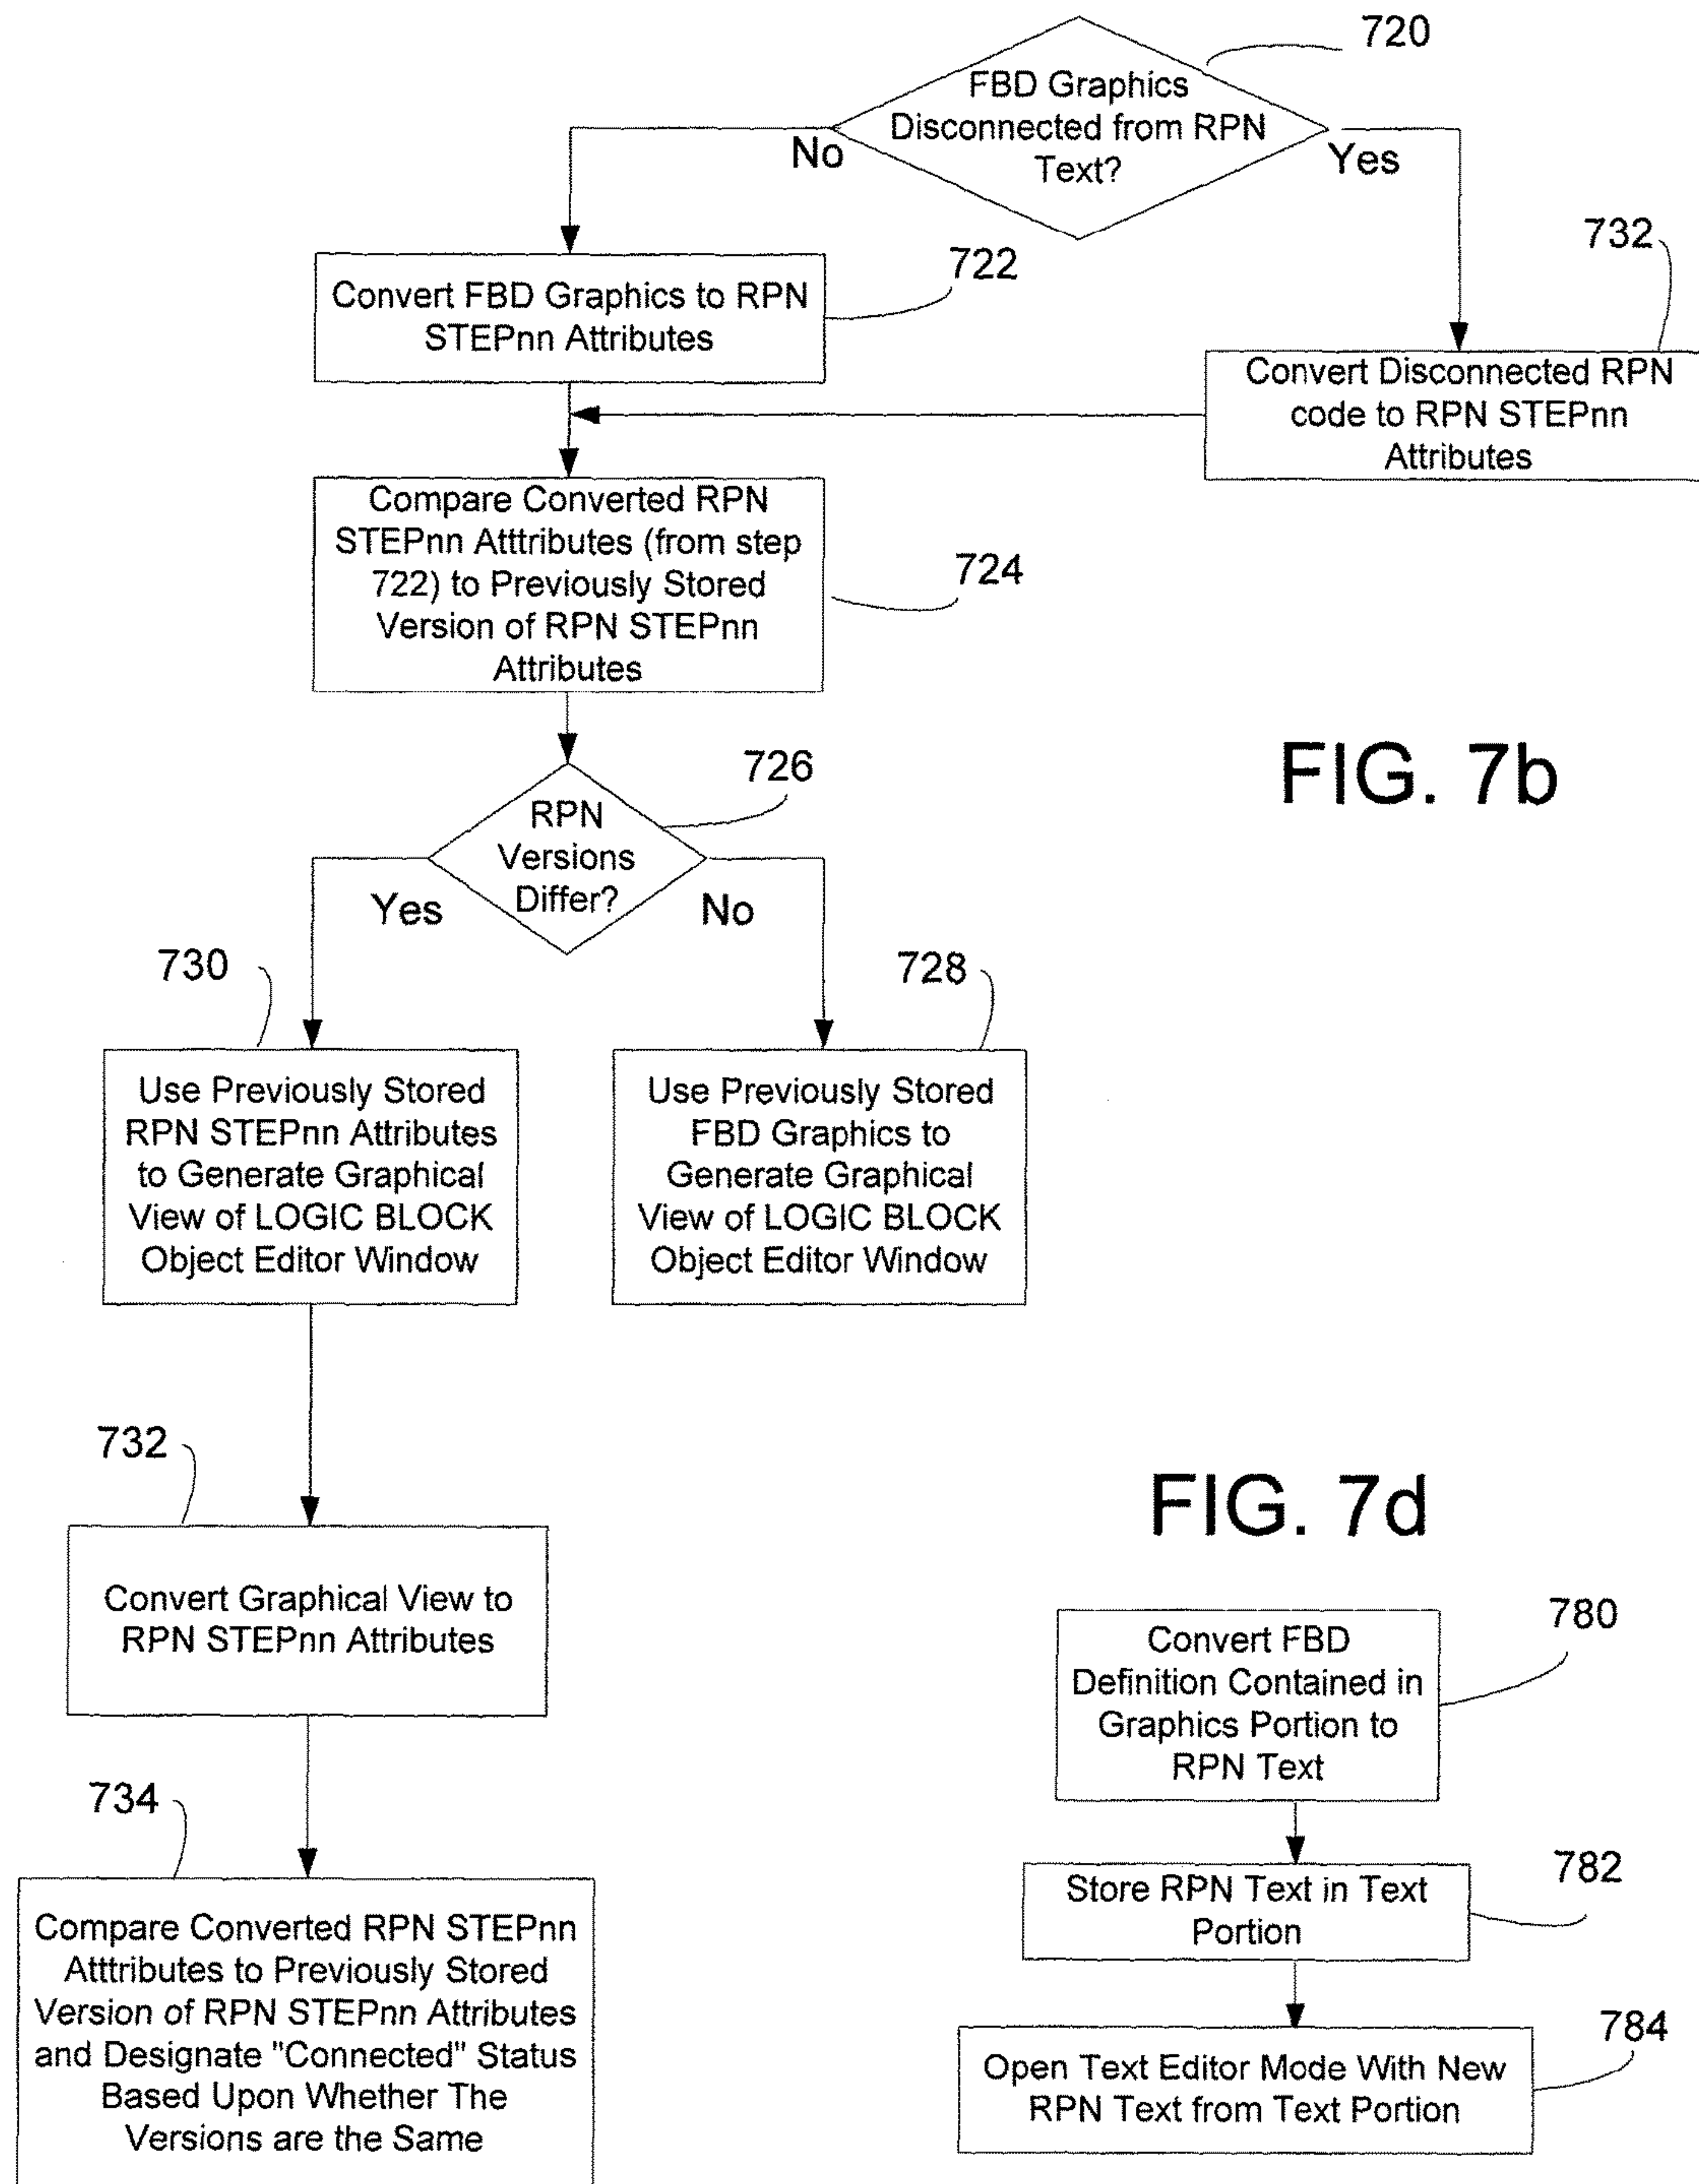 720
FBD Graphics
Disconnected from RPN
Text?
No
Yes
722
Convert FBD Graphics to RPN
STEPnn Attributes
732
Convert Disconnected RPN
code to RPN STEPnn
Attributes
Compare Converted RPN
STEPnn Atttributes (from step
722) to Previously Stored
Version of RPN STEPnn
Attributes
724
FIG. 7b
726
RPN
Versions
Differ?
Yes
No
730
Use Previously Stored
RPN STEPnn Attributes
to Generate Graphical
View of LOGIC BLOCK
Object Editor Window
728
Use Previously Stored
FBD Graphics to
Generate Graphical
View of LOGIC BLOCK
Object Editor Window
732
Convert Graphical View to
RPN STEPnn Attributes
734
Compare Converted RPN STEPnn
Atttributes to Previously Stored
Version of RPN STEPnn Attributes
and Designate "Connected" Status
Based Upon Whether The
Versions are the Same
FIG. 7d
780
Convert FBD
Definition Contained in
Graphics Portion to
RPN Text
782
Store RPN Text in Text
Portion
784
Open Text Editor Mode With New
RPN Text from Text Portion